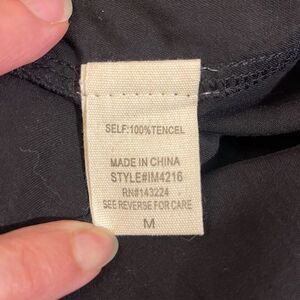 SELF:100%TENCEL
MADE IN CHINA
STYLE#IM4216
RN#143224
SEE REVERSE FOR CARE
M